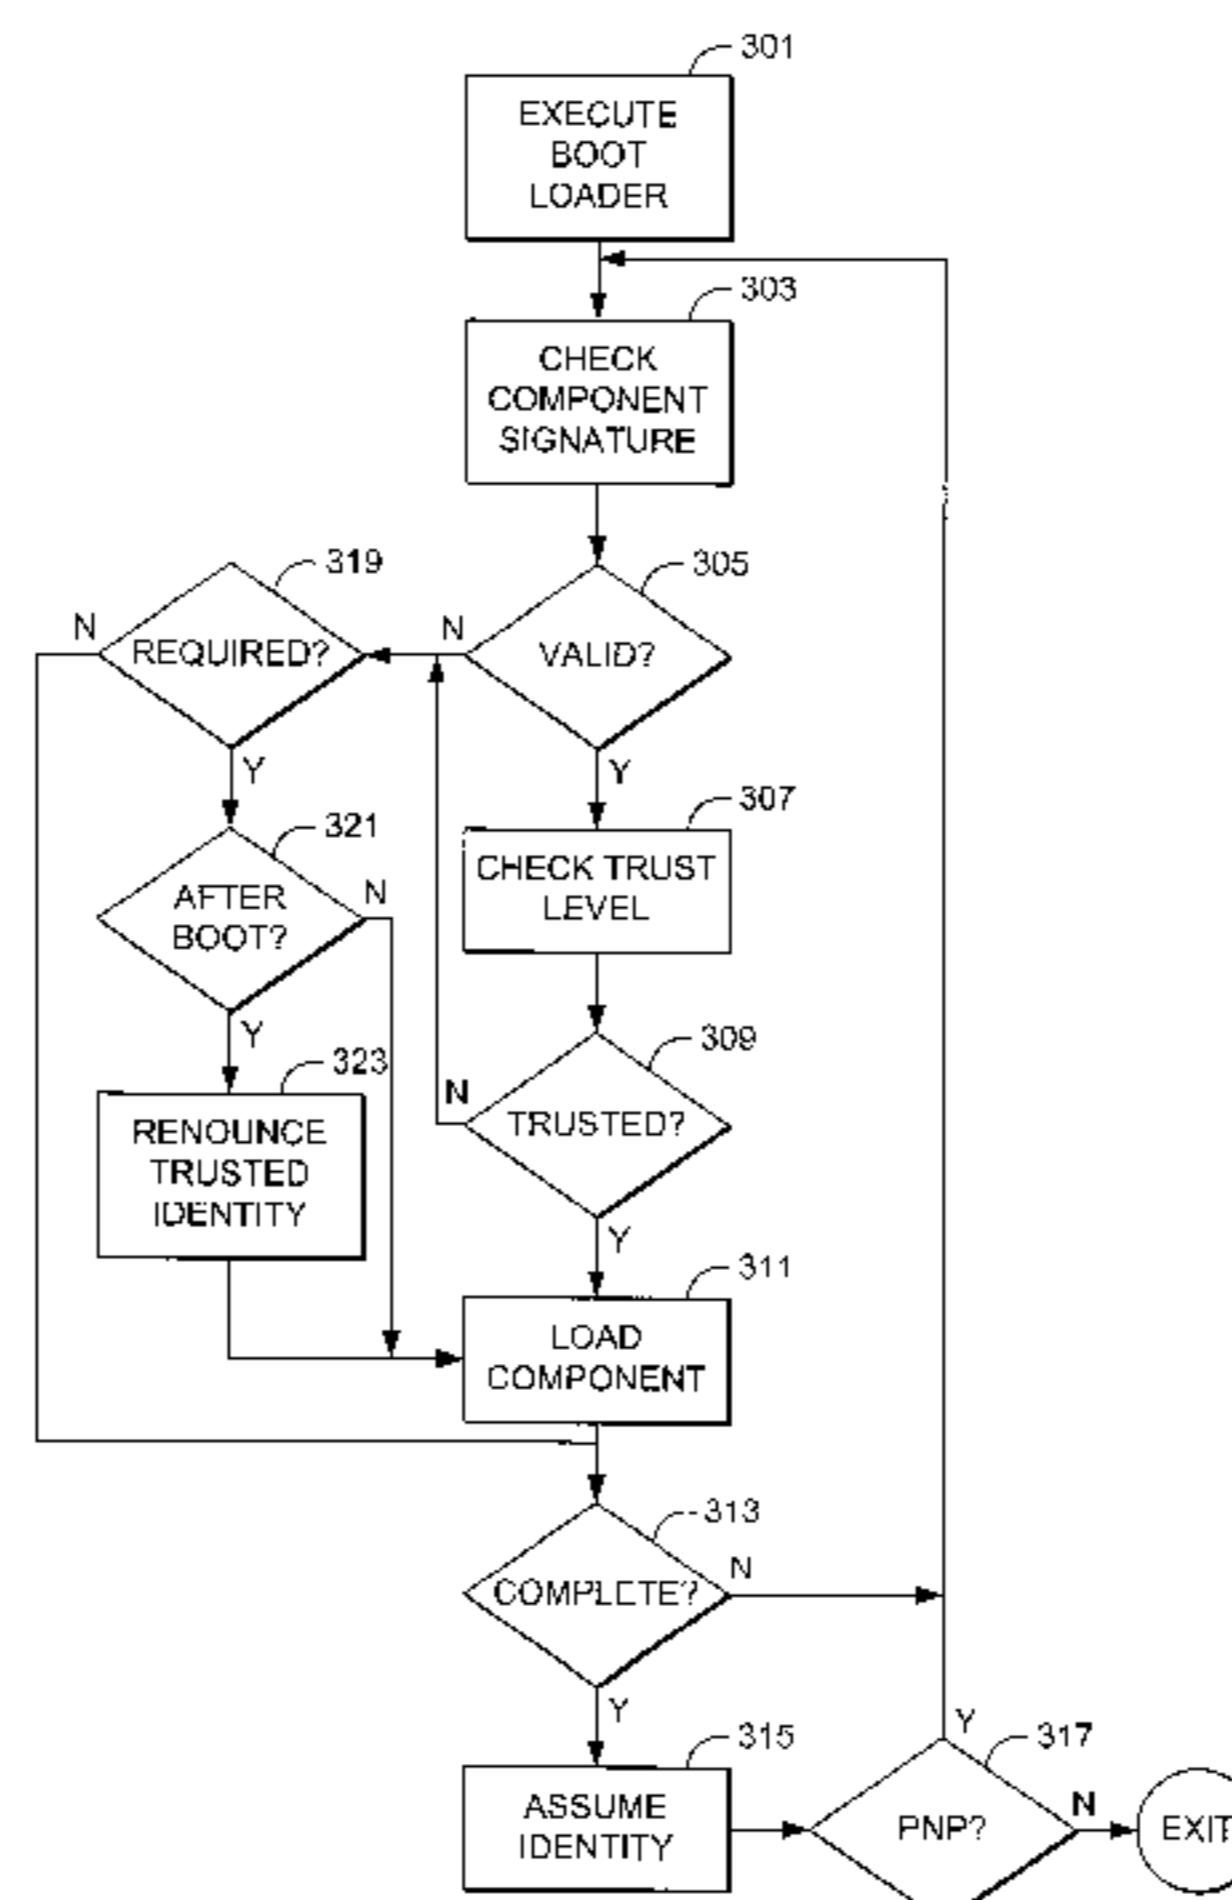 301
EXECUTE
BOOT
LOADER
303
CHECK
COMPONENT
SIGNATURE
319
305
N
REQUIRED?
N
VALID?
Y
Y
307
321
CHECK TRUST
LEVEL
AFTER
BOOT?
N
Y
309
323
N
TRUSTED?
RENOUNCE
TRUSTED
IDENTITY
Y
311
LOAD
COMPONENT
313
N
COMPLETE?
Y
Y
315
317
ASSUME
IDENTITY
PNP?
N
EXIT